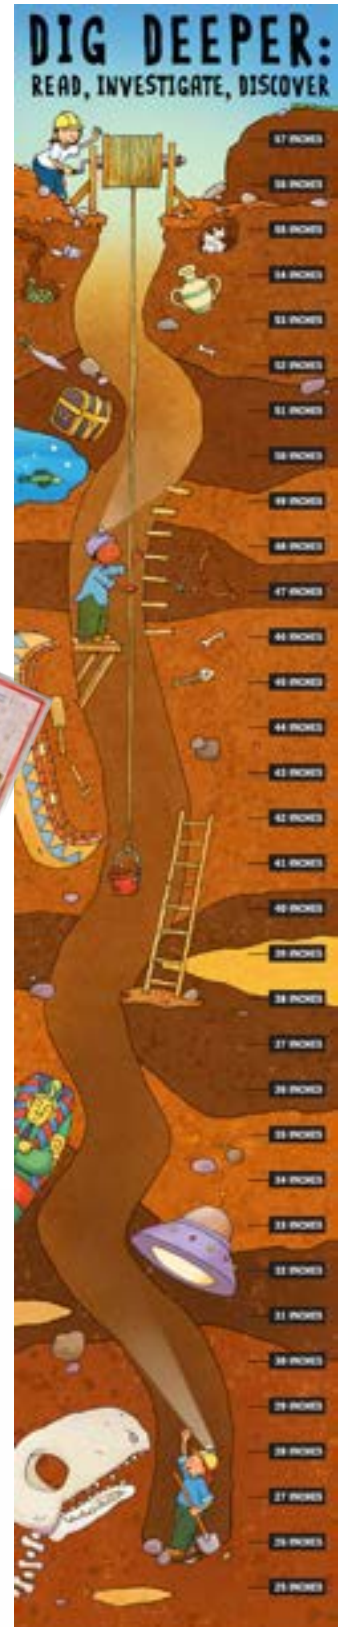 DIG DEEPER:
READ, INVESTIGATE, DISCOVER
57 INCHES
56 INCHES
55 INCHES
54 INCHES
53 INCHES
52 INCHES
51 INCHES
50 INCHES
49 INCHES
48 INCHES
47 INCHES
46 INCHES
45 INCHES
44 INCHES
43 INCHES
42 INCHES
41 INCHES
40 INCHES
39 INCHES
38 INCHES
37 INCHES
36 INCHES
35 INCHES
34 INCHES
33 INCHES
32 INCHES
31 INCHES
30 INCHES
29 INCHES
28 INCHES
27 INCHES
26 INCHES
25 INCHES